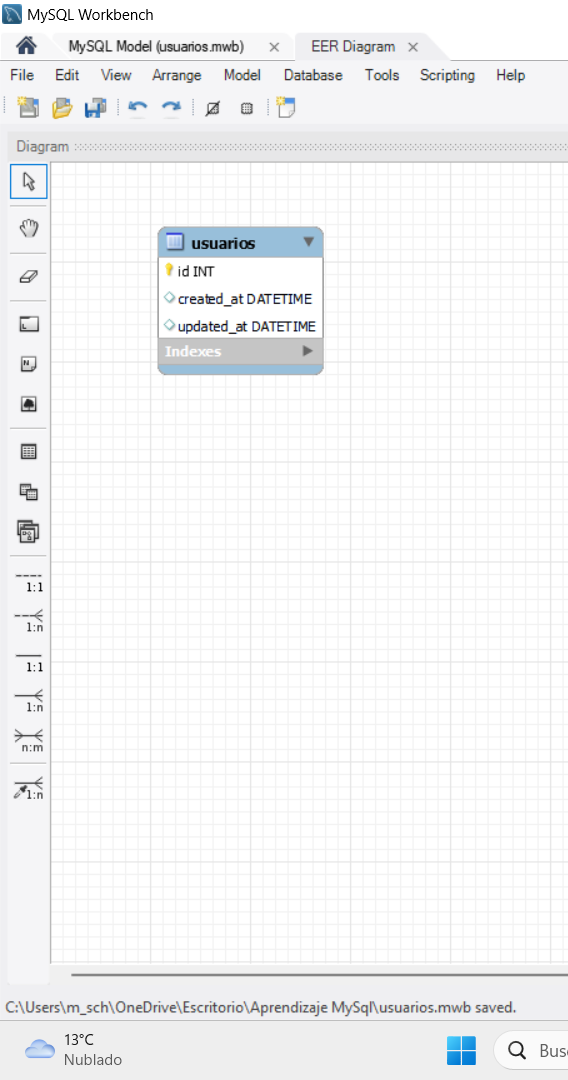 MySQL Workbench
MySQL Model (usuarios.mwb)
EER Diagram
File Edit View Arrange Model Database Tools Scripting Help
Diagram
usuarios
id INT
created_at DATETIME
updated_at DATETIME
Indexes
1:1
1:n
1:1
1:n
n:m
1:n
C:\Users\m_sch\OneDrive\Escritorio\Aprendizaje MySql\usuarios.mwb saved.
13°C
Nublado
Bus